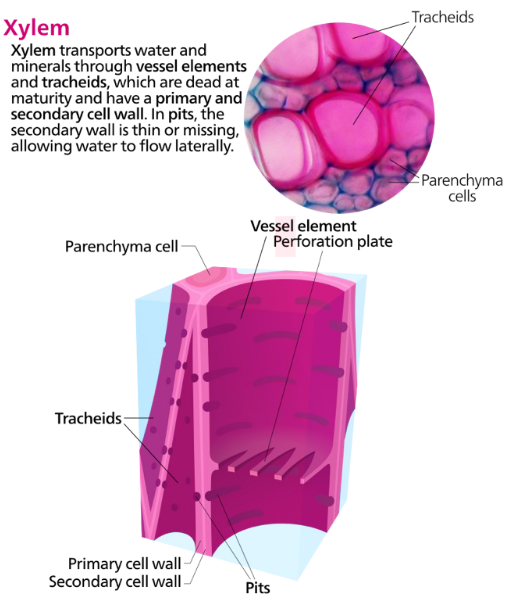 Xylem
Xylem transports water and
minerals through vessel elements
and tracheids, which are dead at
maturity and have a primary and
secondary cell wall. In pits, the
secondary wall is thin or missing,
allowing water to flow laterally.
Tracheids
Parenchyma
cells
Vessel element
Perforation plate
Parenchyma cell
Tracheids
Primary cell wall
Secondary cell wall
Pits